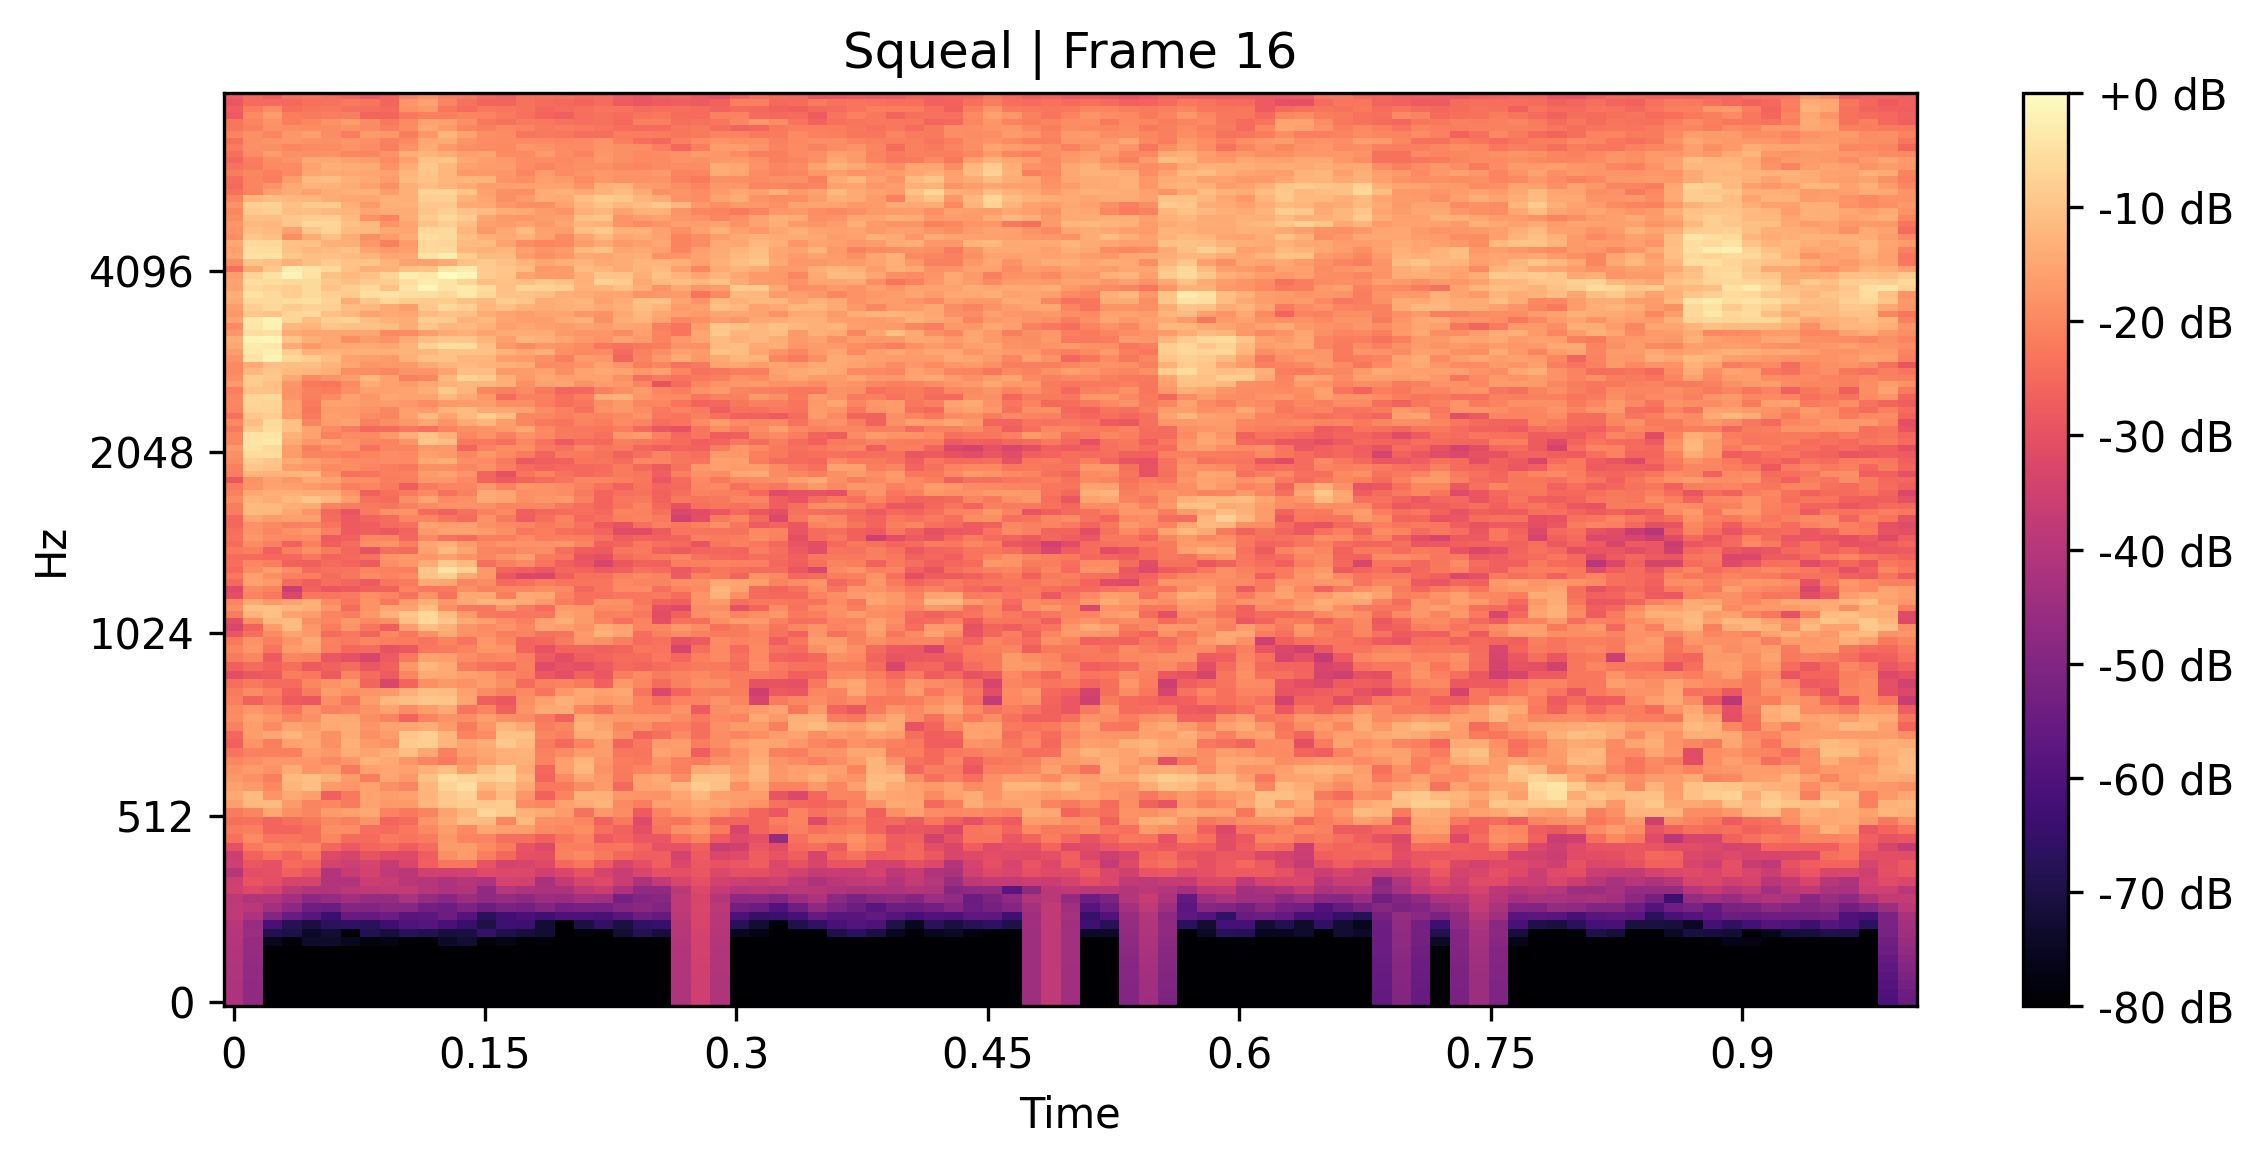 Squeal | Frame 16
Hz
4096
2048
1024
512
0
0 0.15 0.3 0.45 0.6 0.75 0.9
Time
+0 dB
-10 dB
-20 dB
-30 dB
-40 dB
-50 dB
-60 dB
-70 dB
-80 dB